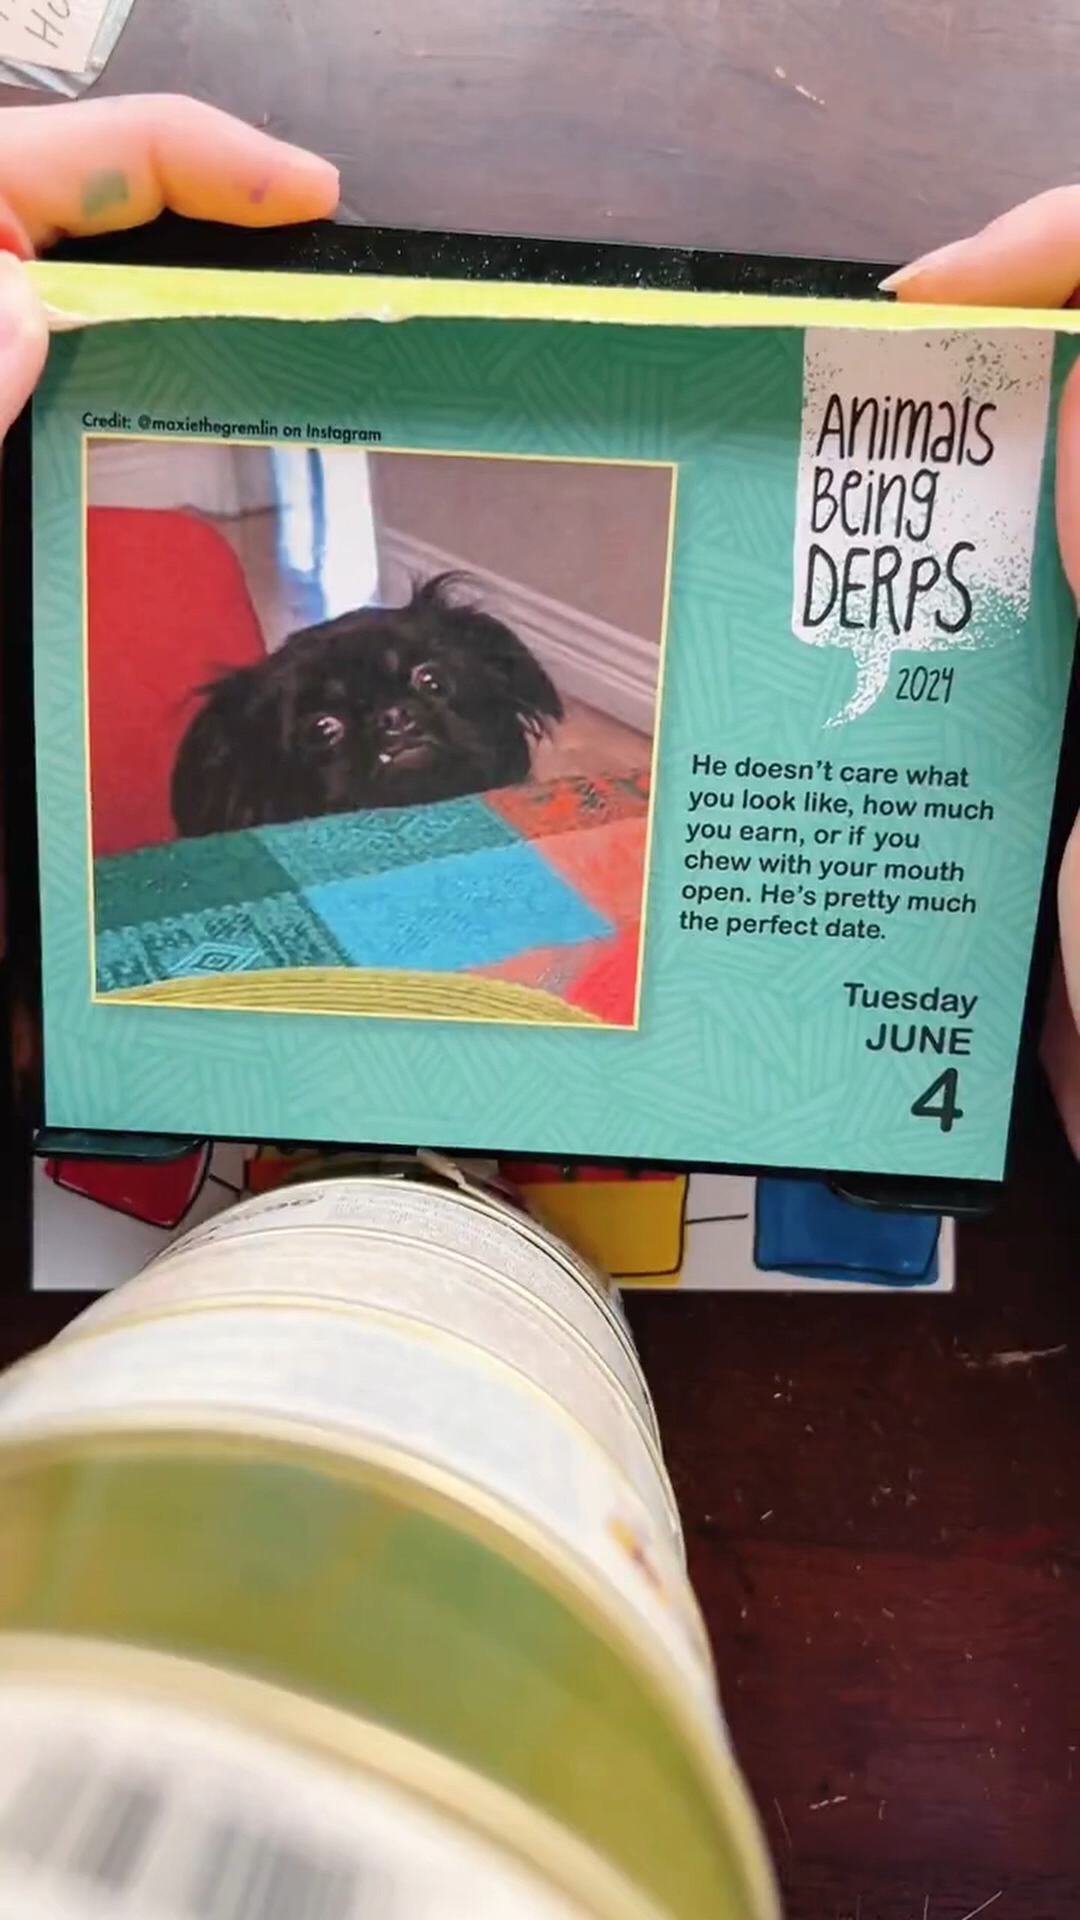 Credit: @maxiethegremlin on Instagram
Animals
Being
DERPS
2024
He doesn't care what
you look like, how much
you earn, or if you
chew with your mouth
open. He's pretty much
the perfect date.
Tuesday
JUNE
4